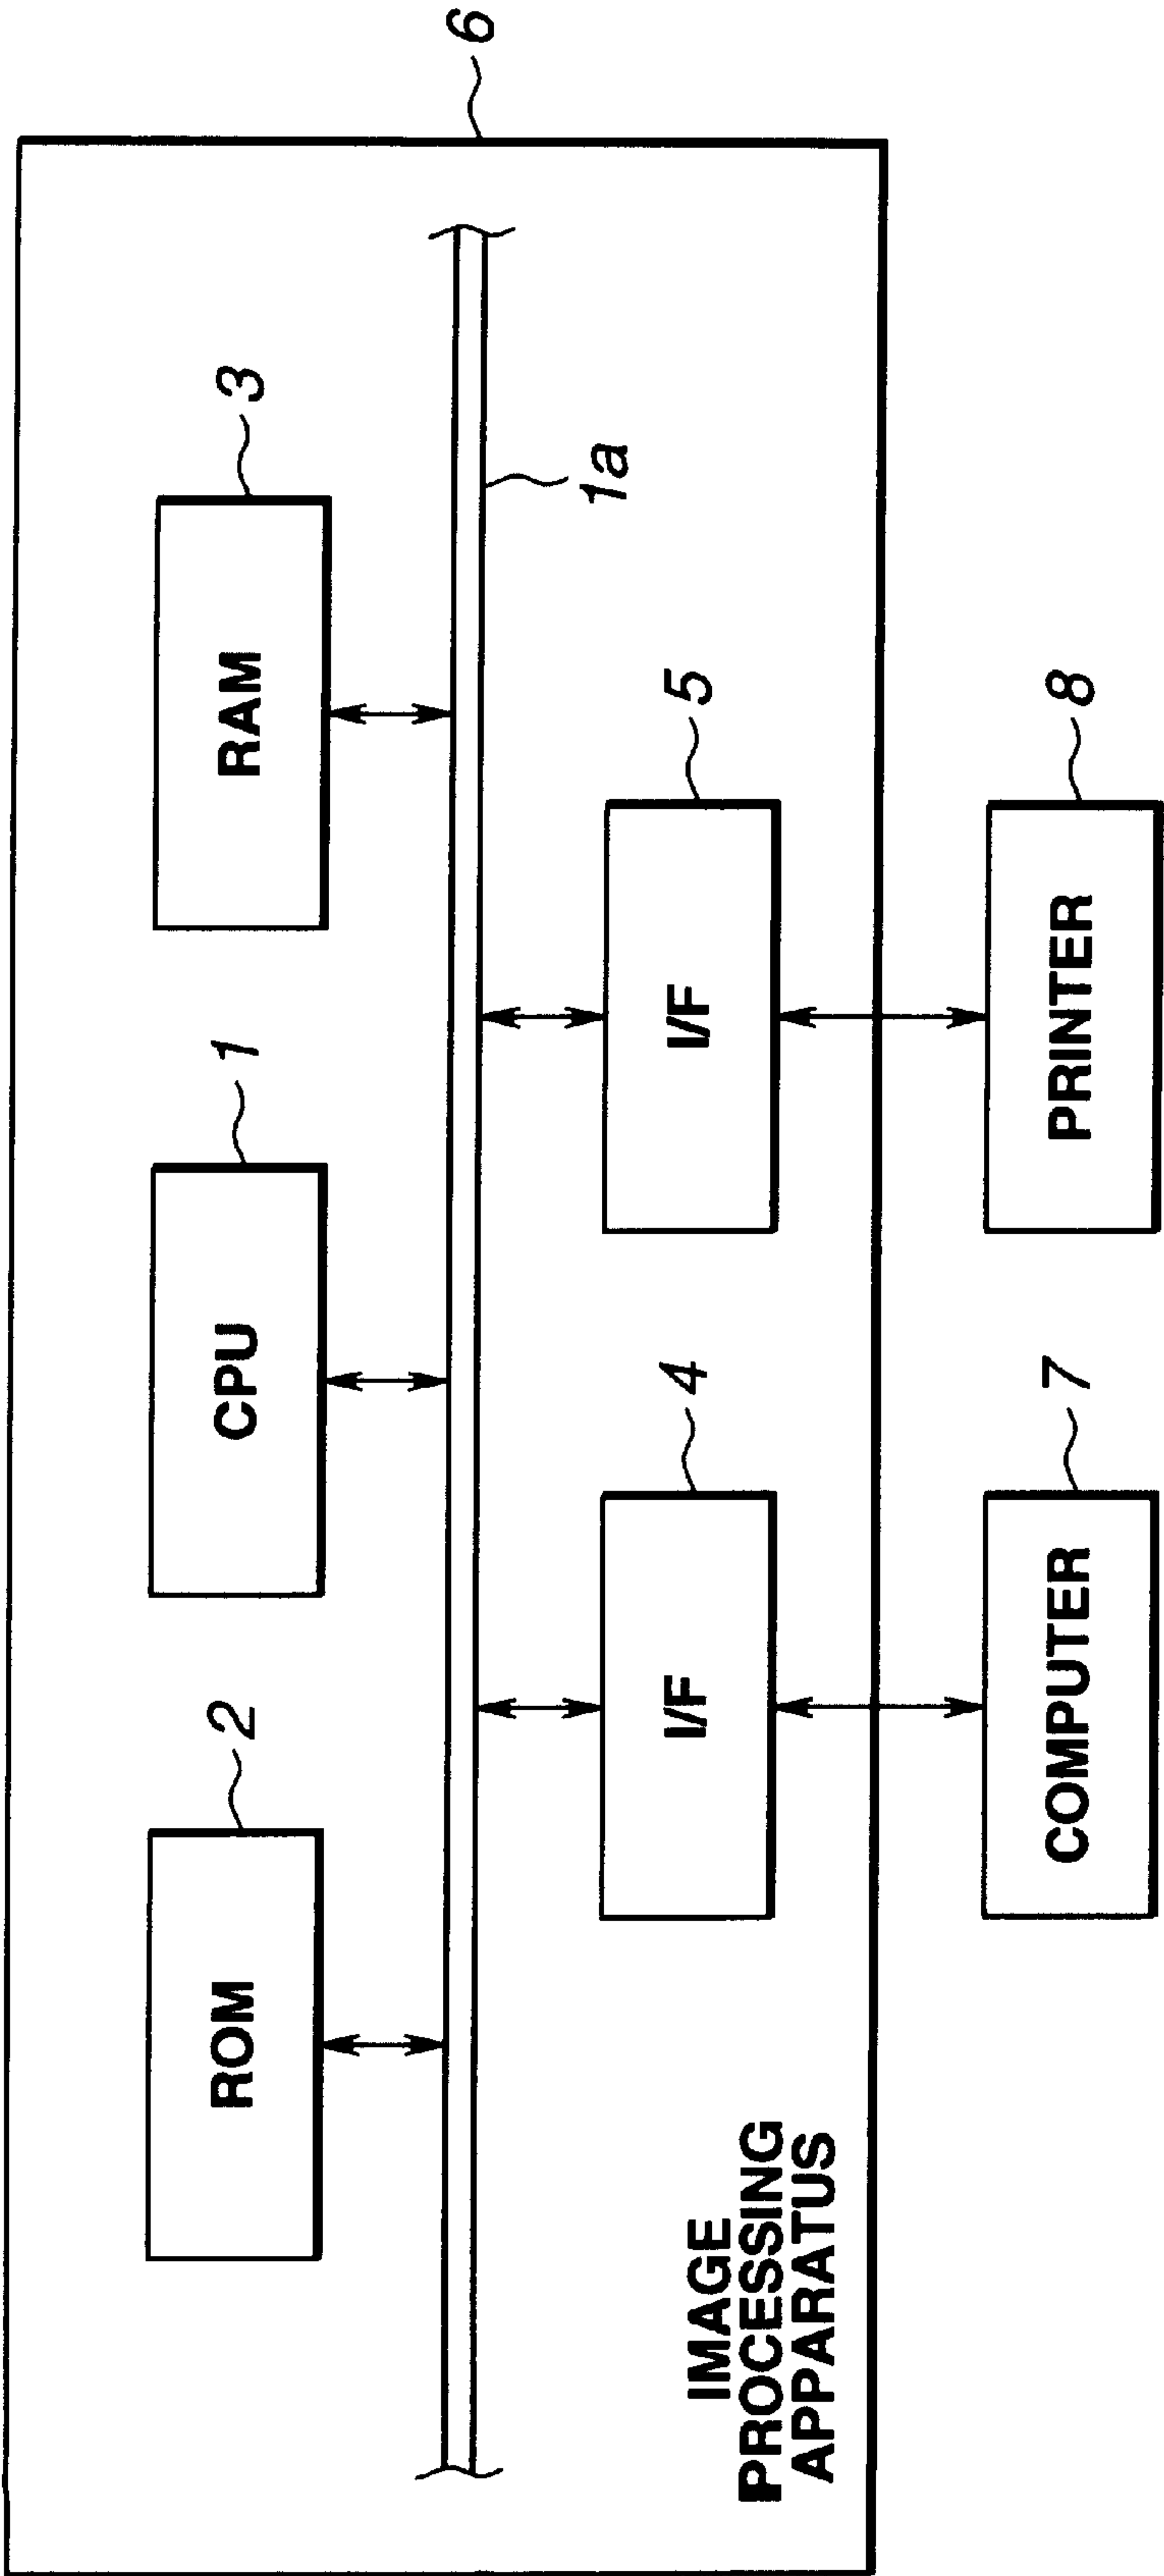 6
2
1
3
ROM
CPU
RAM
1a
4
5
I/F
I/F
IMAGE
PROCESSING
APPARATUS
7
8
COMPUTER
PRINTER